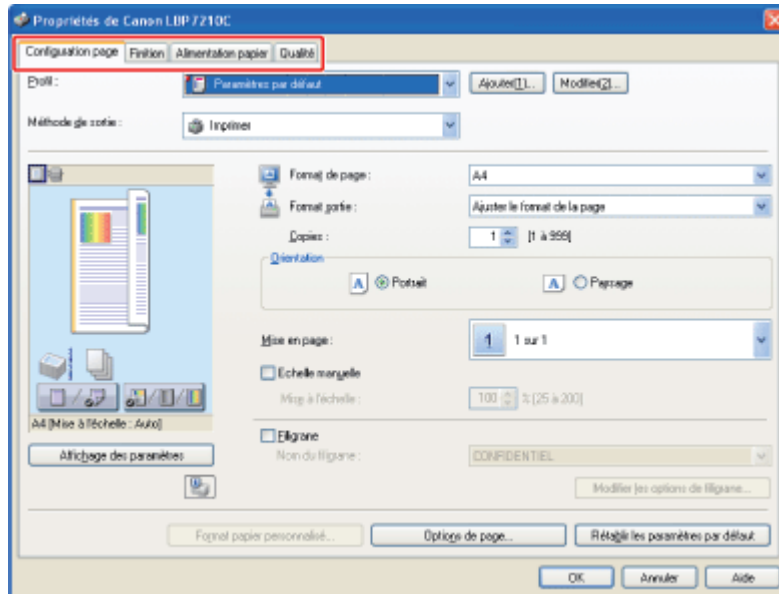 Propriétés de Canon LBP7210C
Configuration page Finition Alimentation papier Qualité
Profil : Paramètres par défaut Ajouter(1)... Modifier(2)...
Méthode de sortie : Imprimer
Format de page : A4
Format sortie : Ajuster le format de la page
Copies : 1 [1 à 999]
Orientation
A Portrait A Paysage
Mise en page : 1 1 sur 1
Echelle manuelle
Mise à l'échelle : 100 % [25 à 200]
A4 [Mise à l'échelle : Auto]
Affichage des paramètres
Filigrane
Nom du filigrane : CONFIDENTIEL
Modifier les options de filigrane...
Format papier personnalisé... Options de page... Rétablir les paramètres par défaut
OK Annuler Aide